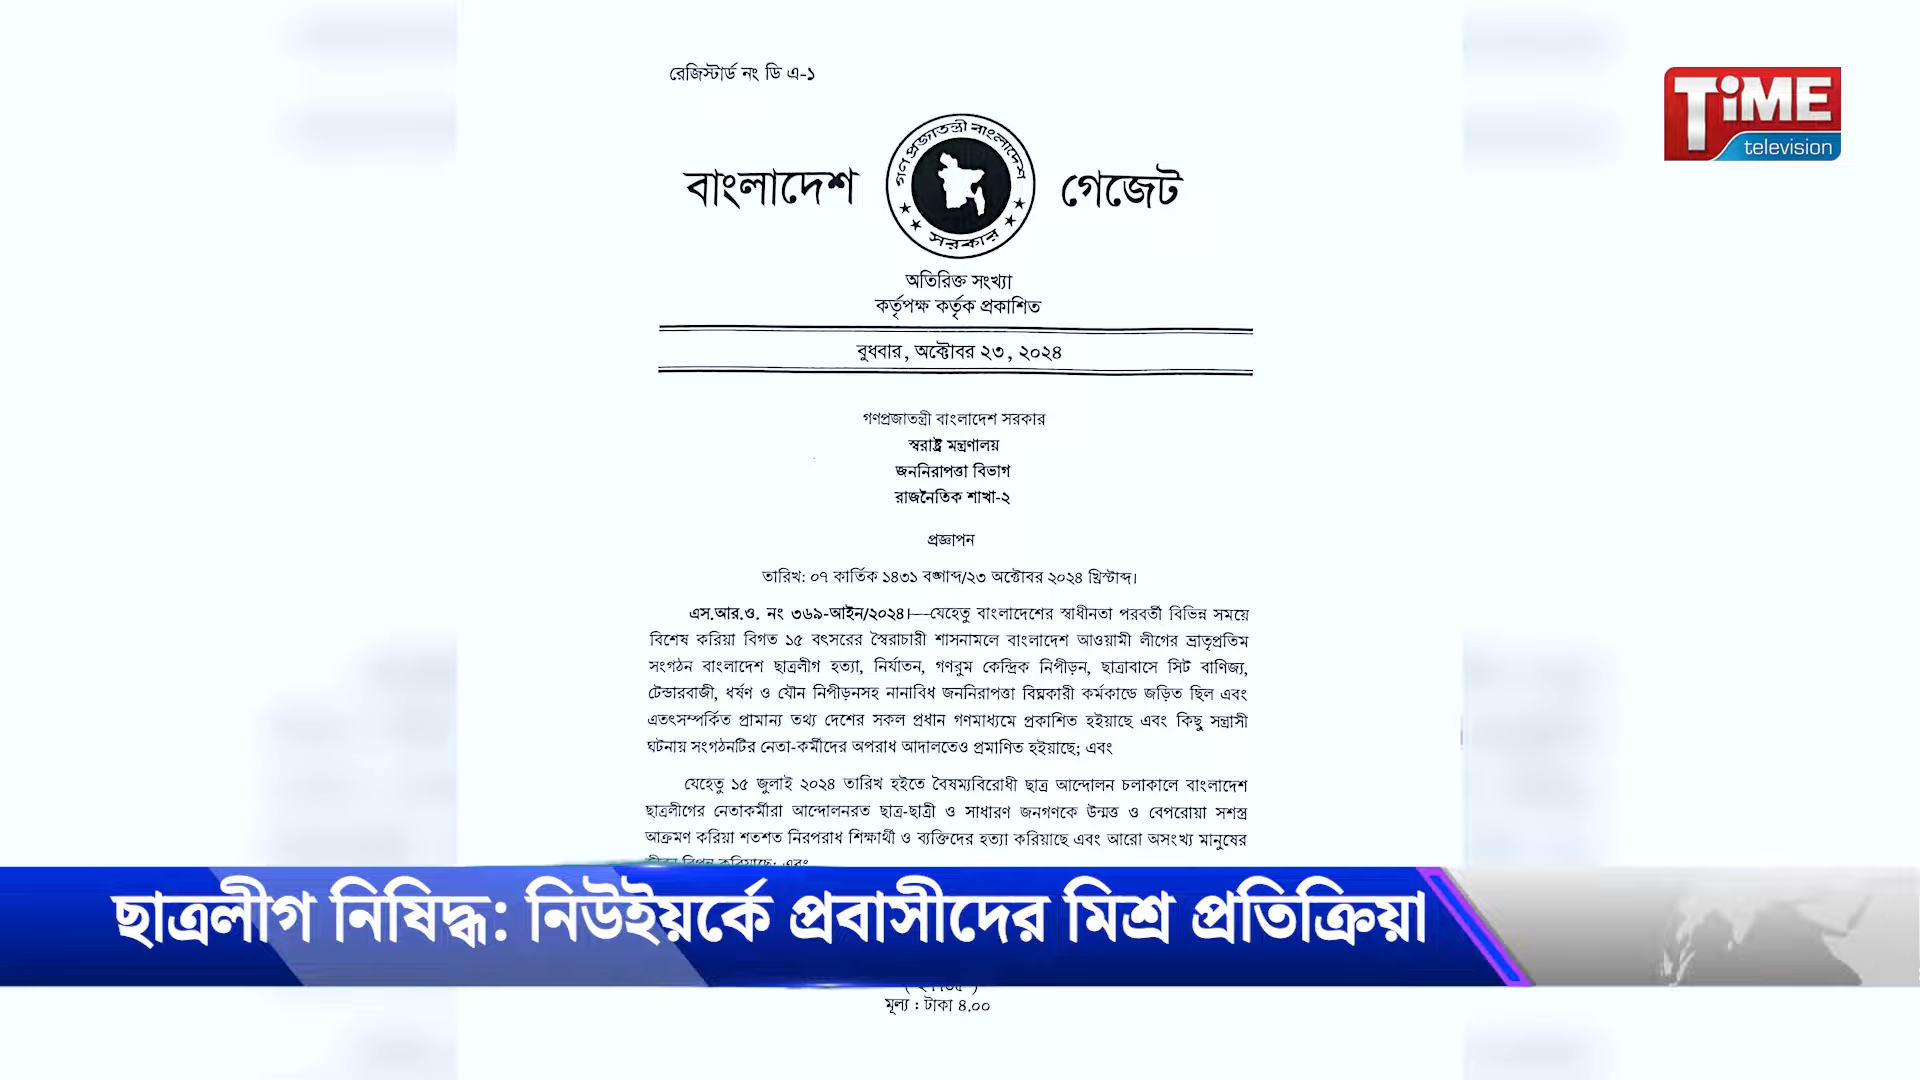 রেজিস্টার্ড নং ডি এ-১
TiME
television
বাংলাদেশ
গণপ্রজাতন্ত্রী বাংলাদেশ
সরকার
গেজেট
অতিরিক্ত সংখ্যা
কর্তৃপক্ষ কর্তৃক প্রকাশিত
বুধবার, অক্টোবর ২৩, ২০২৪
গণপ্রজাতন্ত্রী বাংলাদেশ সরকার
স্বরাষ্ট্র মন্ত্রণালয়
জননিরাপত্তা বিভাগ
রাজনৈতিক শাখা-২
প্রজ্ঞাপন
তারিখ: ০৭ কার্তিক ১৪৩১ বঙ্গাব্দ/২৩ অক্টোবর ২০২৪ খ্রিস্টাব্দ।
এস.আর.ও. নং ৩৬৯-আইন/২০২৪।—যেহেতু বাংলাদেশের স্বাধীনতা পরবর্তী বিভিন্ন সময়ে
বিশেষ করিয়া বিগত ১৫ বৎসরের স্বৈরাচারী শাসনামলে বাংলাদেশ আওয়ামী লীগের ভ্রাতৃপ্রতিম
সংগঠন বাংলাদেশ ছাত্রলীগ হত্যা, নির্যাতন, গণরুম কেন্দ্রিক নিপীড়ন, ছাত্রাবাসে সিট বাণিজ্য,
টেন্ডারবাজী, ধর্ষণ ও যৌন নিপীড়নসহ নানাবিধ জননিরাপত্তা বিঘ্নকারী কর্মকান্ডে জড়িত ছিল এবং
এতৎসম্পর্কিত প্রামান্য তথ্য দেশের সকল প্রধান গণমাধ্যমে প্রকাশিত হইয়াছে এবং কিছু সন্ত্রাসী
ঘটনায় সংগঠনটির নেতা-কর্মীদের অপরাধ আদালতেও প্রমাণিত হইয়াছে; এবং
যেহেতু ১৫ জুলাই ২০২৪ তারিখ হইতে বৈষম্যবিরোধী ছাত্র আন্দোলন চলাকালে বাংলাদেশ
ছাত্রলীগের নেতাকর্মীরা আন্দোলনরত ছাত্র-ছাত্রী ও সাধারণ জনগণকে উন্মত্ত ও বেপরোয়া সশস্ত্র
আক্রমণ করিয়া শতশত নিরপরাধ শিক্ষার্থী ও ব্যক্তিদের হত্যা করিয়াছে এবং আরো অসংখ্য মানুষের
জীবন বিপন্ন করিয়াছে; এবং
ছাত্রলীগ নিষিদ্ধ: নিউইয়র্কে প্রবাসীদের মিশ্র প্রতিক্রিয়া
মূল্য : টাকা ৪.০০